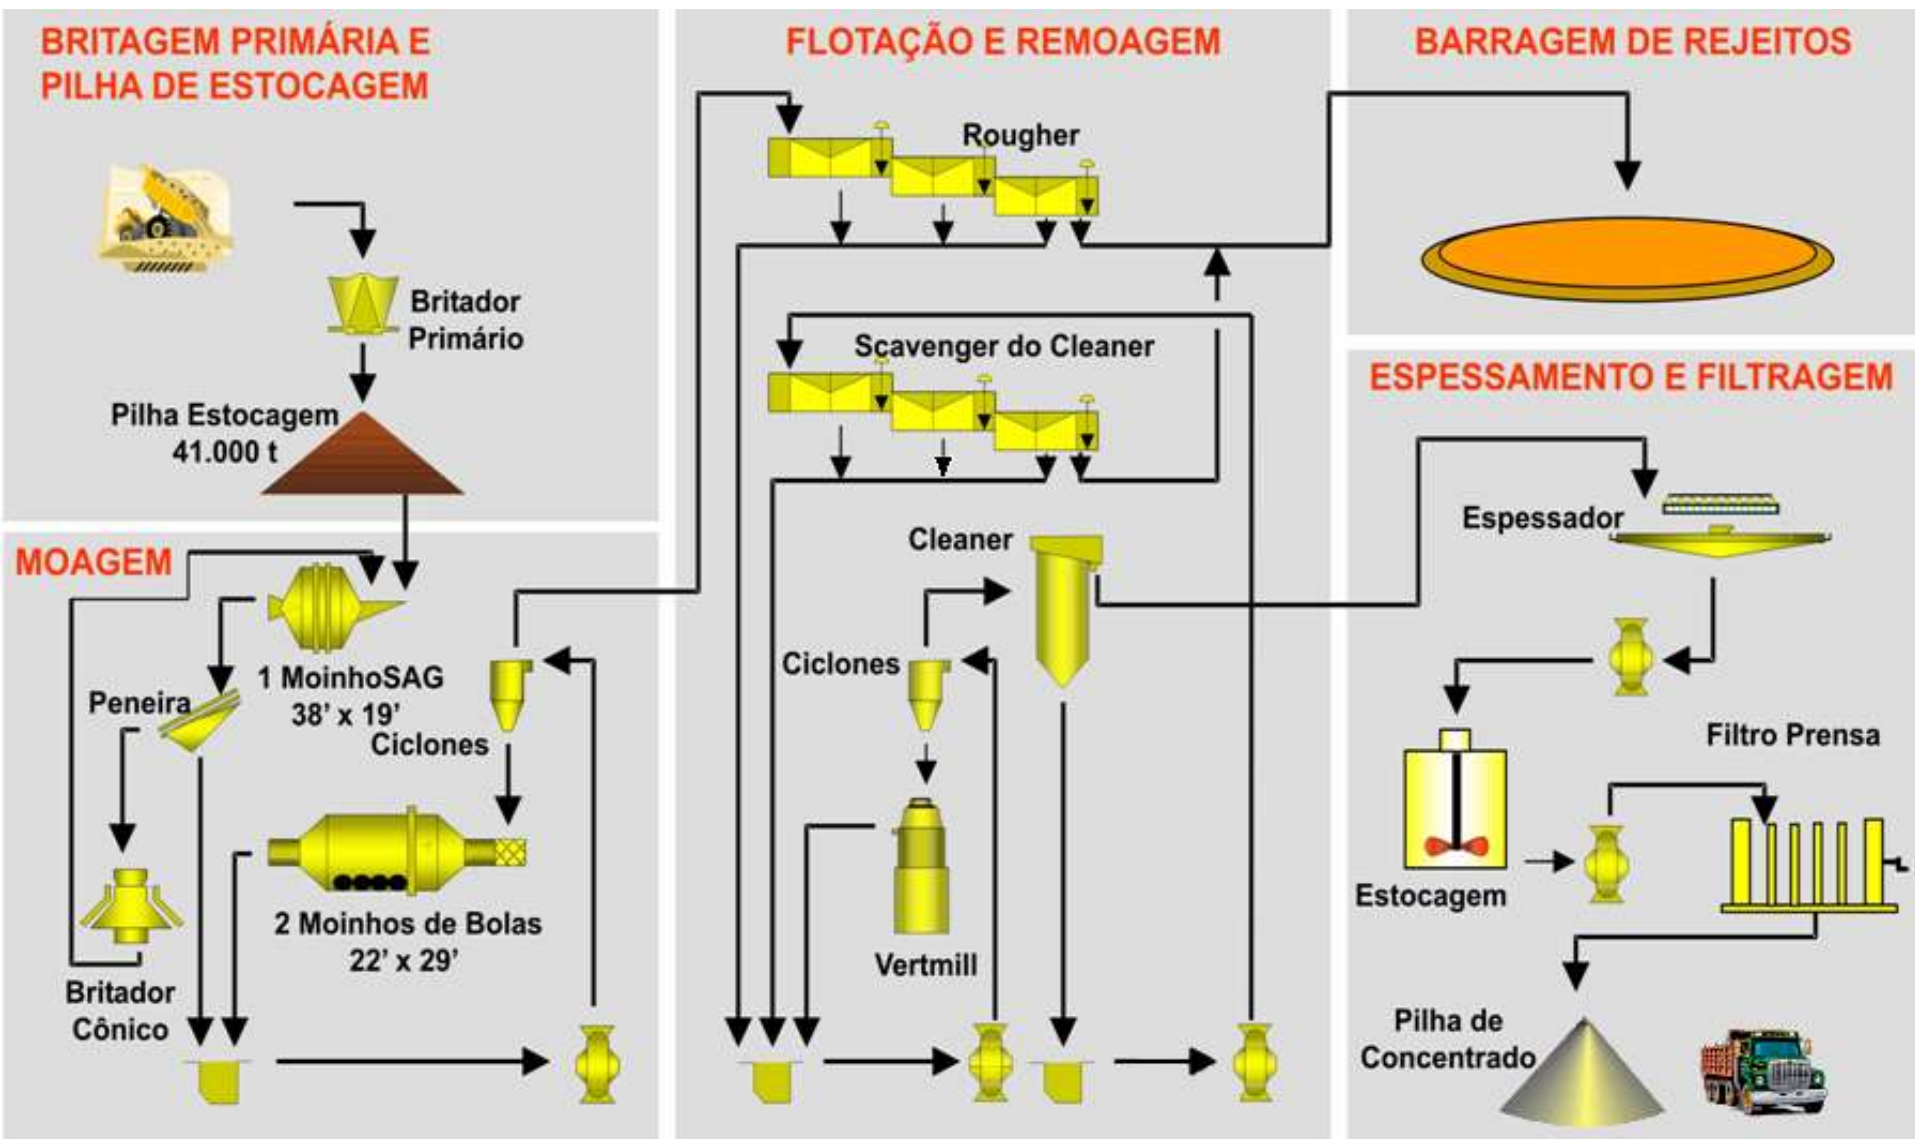 BRITAGEM PRIMÁRIA E
PILHA DE ESTOCAGEM
Britador
Primário
Pilha Estocagem
41.000 t
MOAGEM
1 MoinhoSAG
38’ x 19’
Peneira
Ciclones
2 Moinhos de Bolas
22’ x 29’
Britador
Cônico
FLOTAÇÃO E REMOAGEM
Rougher
Scavenger do Cleaner
Cleaner
Ciclones
Vertmill
BARRAGEM DE REJEITOS
ESPESSAMENTO E FILTRAGEM
Espessador
Filtro Prensa
Estocagem
Pilha de
Concentrado